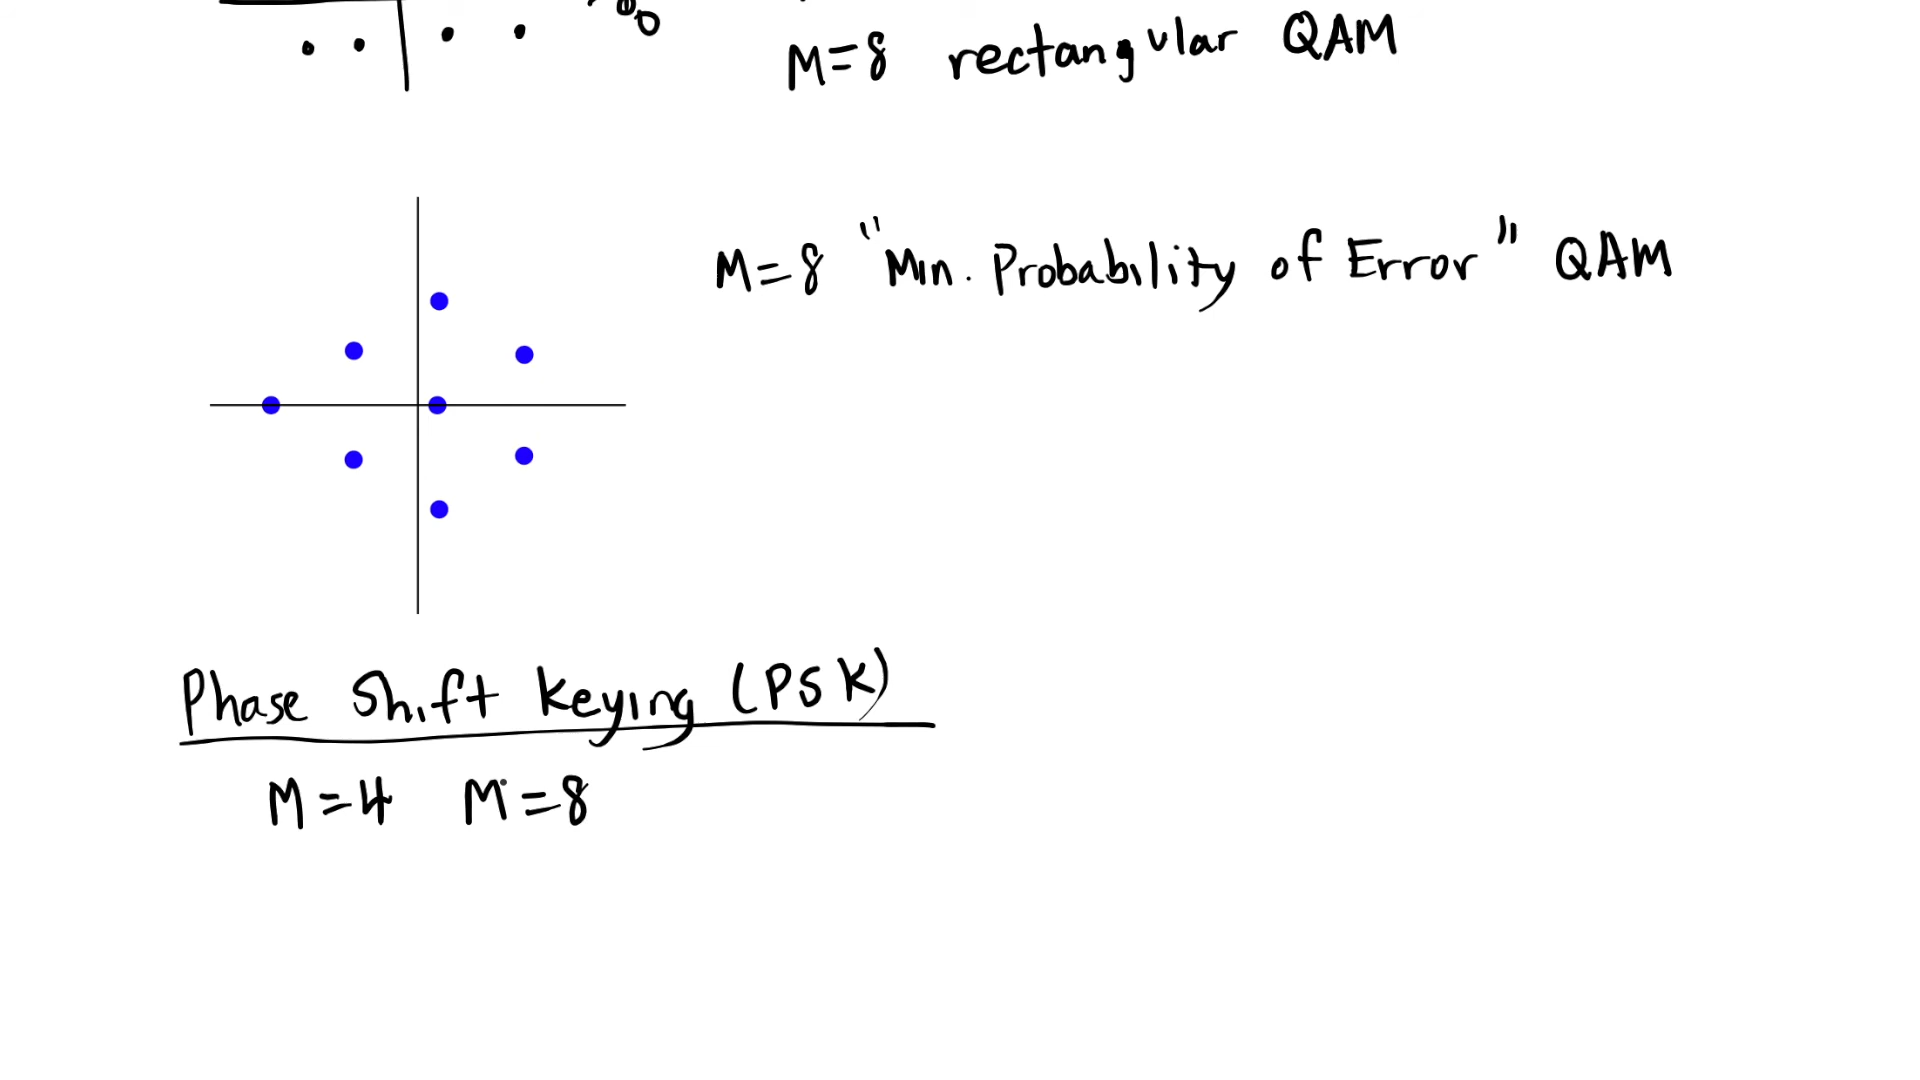 M=8 rectangular QAM
M=8 "Min. Probability of Error" QAM
Phase Shift Keying (PSK)
M=4 M=8